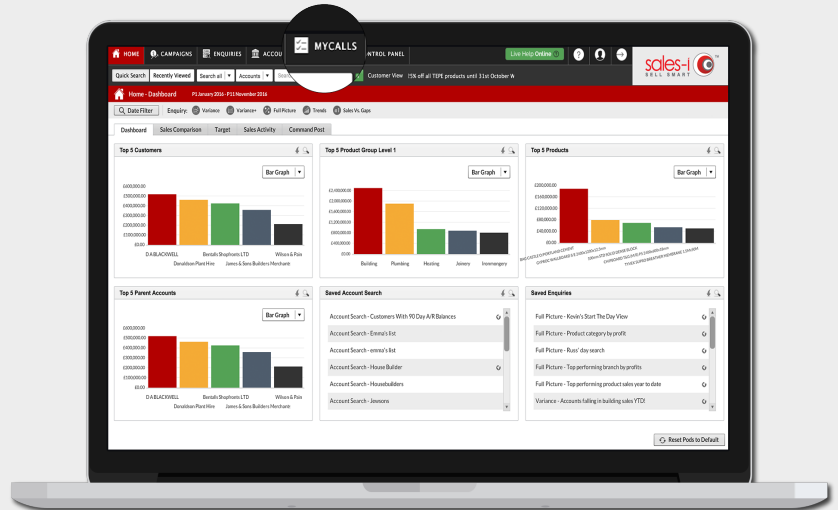 HOME CAMPAIGNS ENQUIRIES ACCOU MYCALLS NTROL PANEL Live Help Online
Quick Search Recently Viewed Search all Accounts Customer View !5% off all TEPE products until 31st October W
sales-i
SELL SMART
Home - Dashboard P1 January 2016 - P11 November 2016
Date Filter Enquiry: Variance Variance+ Full Picture Trends Sales Vs. Gaps
Dashboard Sales Comparison Target Sales Activity Command Post
Top 5 Customers
Bar Graph
£600,000.00
£500,000.00
£400,000.00
£300,000.00
£200,000.00
£100,000.00
£0.00
D A BLACKWELL Bestalls Shopfronts LTD Wilson & Pain
Donaldson Plant Hire James & Sons Builders Merchants
Top 5 Product Group Level 1
Bar Graph
£2,400,000.00
£2,000,000.00
£1,600,000.00
£1,200,000.00
£800,000.00
£400,000.00
£0.00
Building Plumbing Heating Joinery Ironmongery
Top 5 Products
Bar Graph
£200,000.00
£160,000.00
£120,000.00
£80,000.00
£40,000.00
£0.00
Top 5 Parent Accounts
Bar Graph
£600,000.00
£500,000.00
£400,000.00
£300,000.00
£200,000.00
£100,000.00
£0.00
D A BLACKWELL Bestalls Shopfronts LTD Wilson & Pain
Donaldson Plant Hire James & Sons Builders Merchants
Saved Account Search
Account Search - Customers With 90 Day A/R Balances
Account Search - Emma's list
Account Search - emma's list
Account Search - House Builder
Account Search - Housebuilders
Account Search - Jewsons
Saved Enquiries
Full Picture - Kevin's Start The Day View
Full Picture - Product category by profit
Full Picture - Russ' day search
Full Picture - Top performing branch by profits
Full Picture - Top performing product sales year to date
Variance - Accounts falling in building sales YTD!
Reset Pods to Default